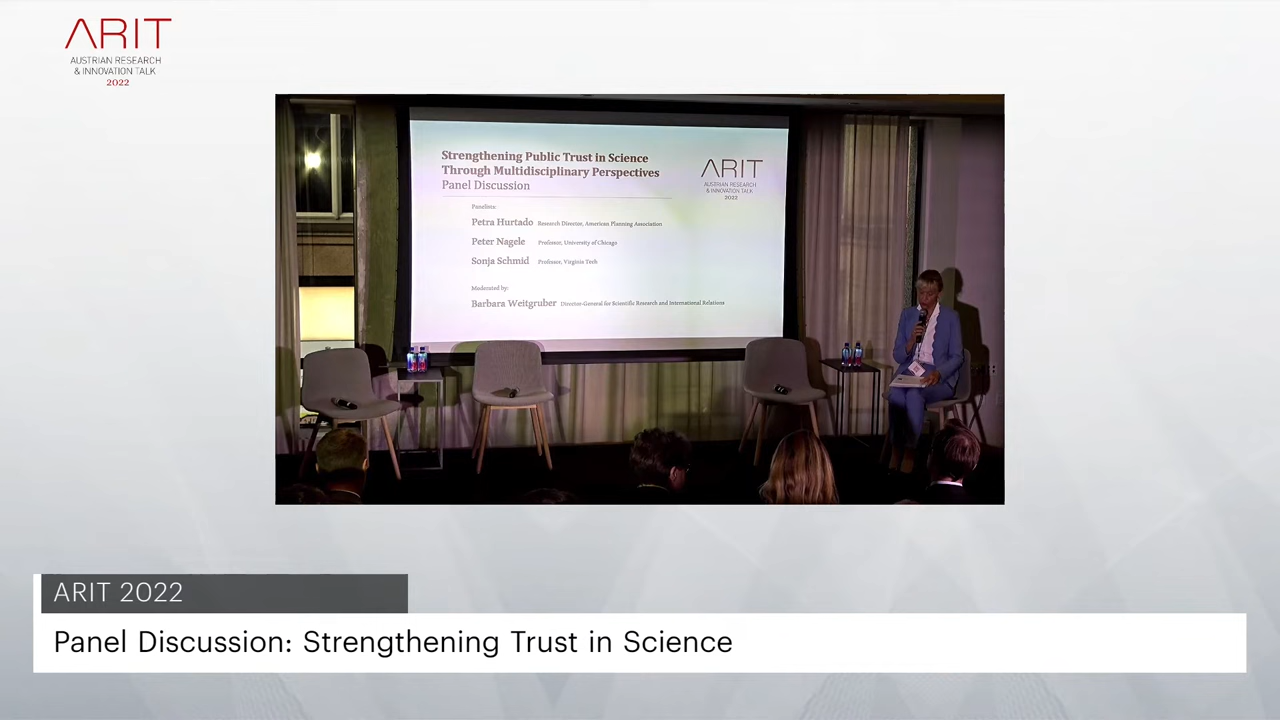 ARIT
AUSTRIAN RESEARCH
& INNOVATION TALK
2022
Strengthening Public Trust in Science
Through Multidisciplinary Perspectives
Panel Discussion
ARIT
AUSTRIAN RESEARCH
& INNOVATION TALK
2022
Panelists:
Petra Hurtado Research Director, American Planning Association
Peter Nagele Professor, University of Chicago
Sonja Schmid Professor, Virginia Tech
Moderated by:
Barbara Weitgruber Director-General for Scientific Research and International Relations
ARIT 2022
Panel Discussion: Strengthening Trust in Science